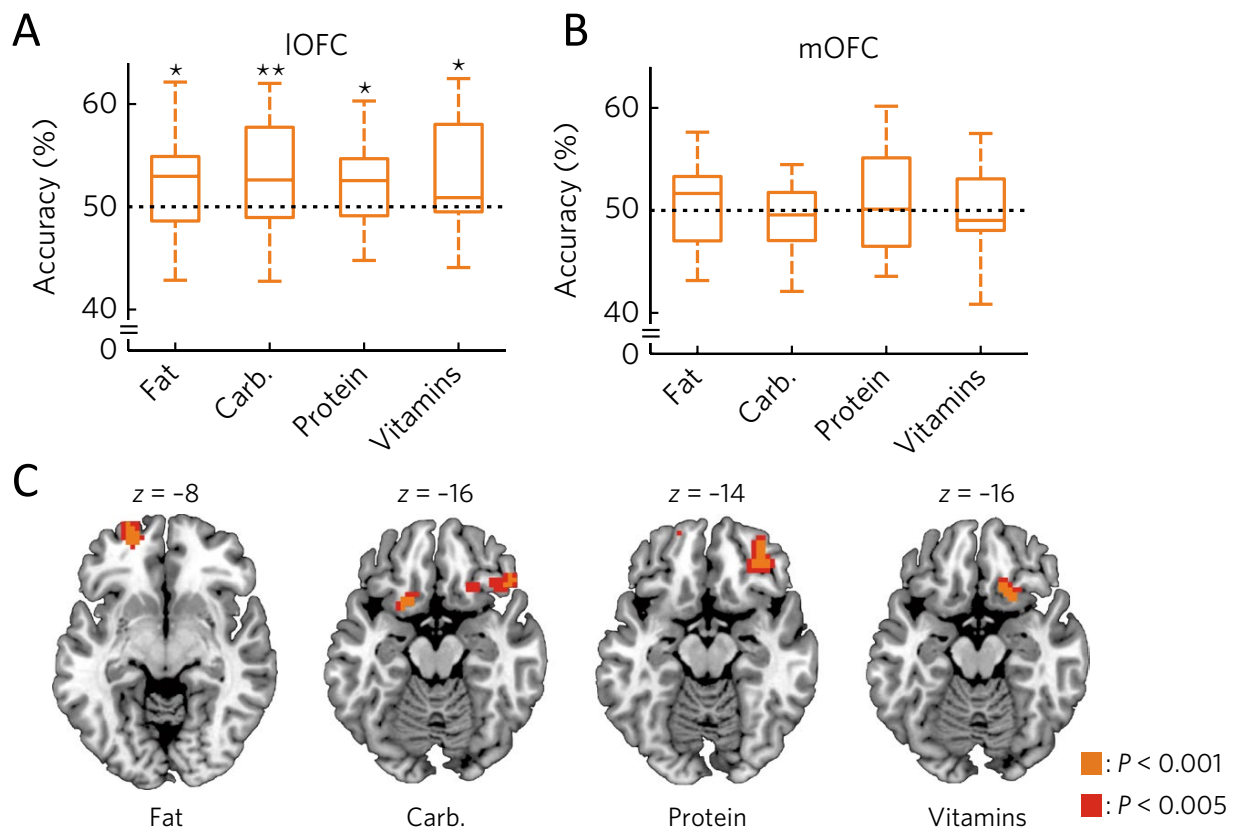 A
lOFC
Accuracy (%)
60
50
40
0
★
★★
★
★
Fat
Carb.
Protein
Vitamins
B
mOFC
Accuracy (%)
60
50
40
0
Fat
Carb.
Protein
Vitamins
C
z = –8
z = –16
z = –14
z = –16
Fat
Carb.
Protein
Vitamins
: P < 0.001
: P < 0.005